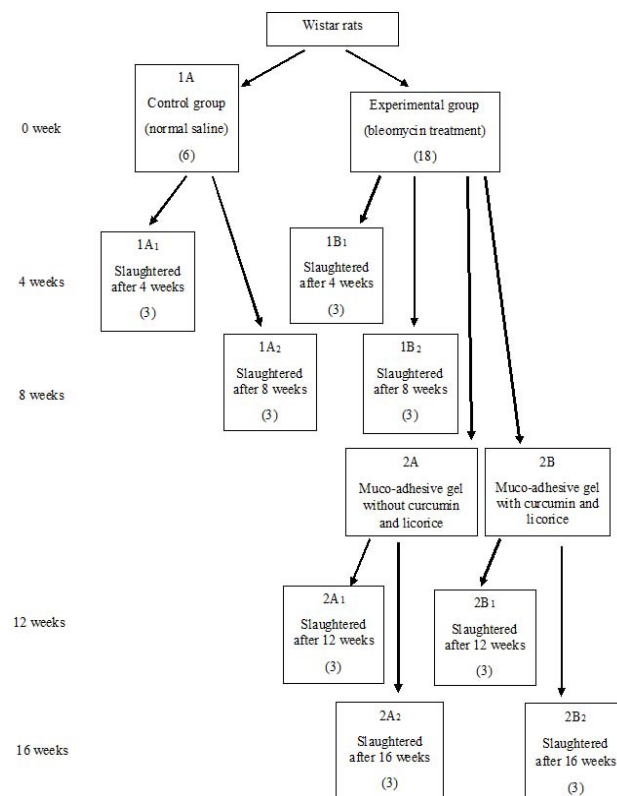 Wistar rats
1A
Control group
(normal saline)
(6)
Experimental group
(bleomycin treatment)
(18)
0 week
1A1
Slaughtered
after 4 weeks
(3)
1B1
Slaughtered
after 4 weeks
(3)
4 weeks
1A2
Slaughtered
after 8 weeks
(3)
1B2
Slaughtered
after 8 weeks
(3)
8 weeks
2A
Muco-adhesive gel
without curcumin
and licorice
2B
Muco-adhesive gel
with curcumin and
licorice
2A1
Slaughtered
after 12 weeks
(3)
2B1
Slaughtered
after 12 weeks
(3)
12 weeks
2A2
Slaughtered
after 16 weeks
(3)
2B2
Slaughtered
after 16 weeks
(3)
16 weeks